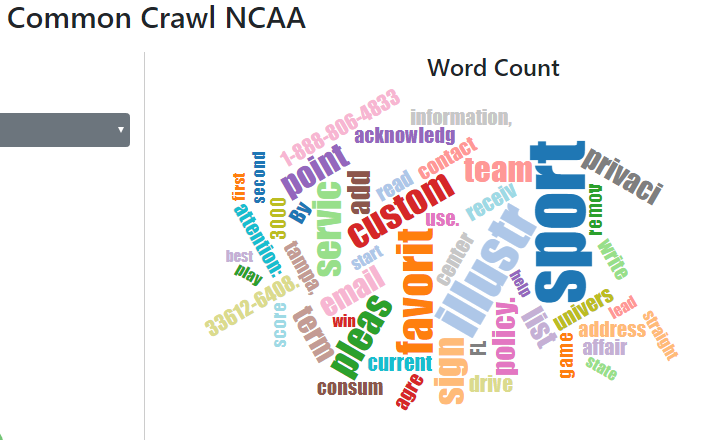 Common Crawl NCAA
Word Count
1-888-806-4833
information,
acknowledg
point
second
first
add
read
contact
team
sport
privaci
servic
custom
3000
By
use.
receiv
remov
attention:
tampa,
best
play
start
center
illustr
write
33612-6408.
email
favorit
help
score
term
win
pleas
policy.
list
univers
lead
straight
address
affair
state
game
FL
sign
current
consum
agre
drive